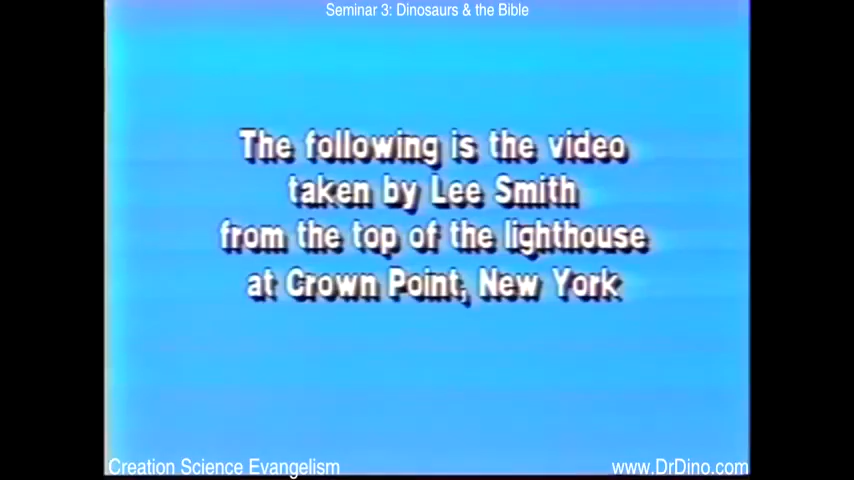 Seminar 3: Dinosaurs & the Bible
The following is the video
taken by Lee Smith
from the top of the lighthouse
at Crown Point, New York
Creation Science Evangelism
www.DrDino.com